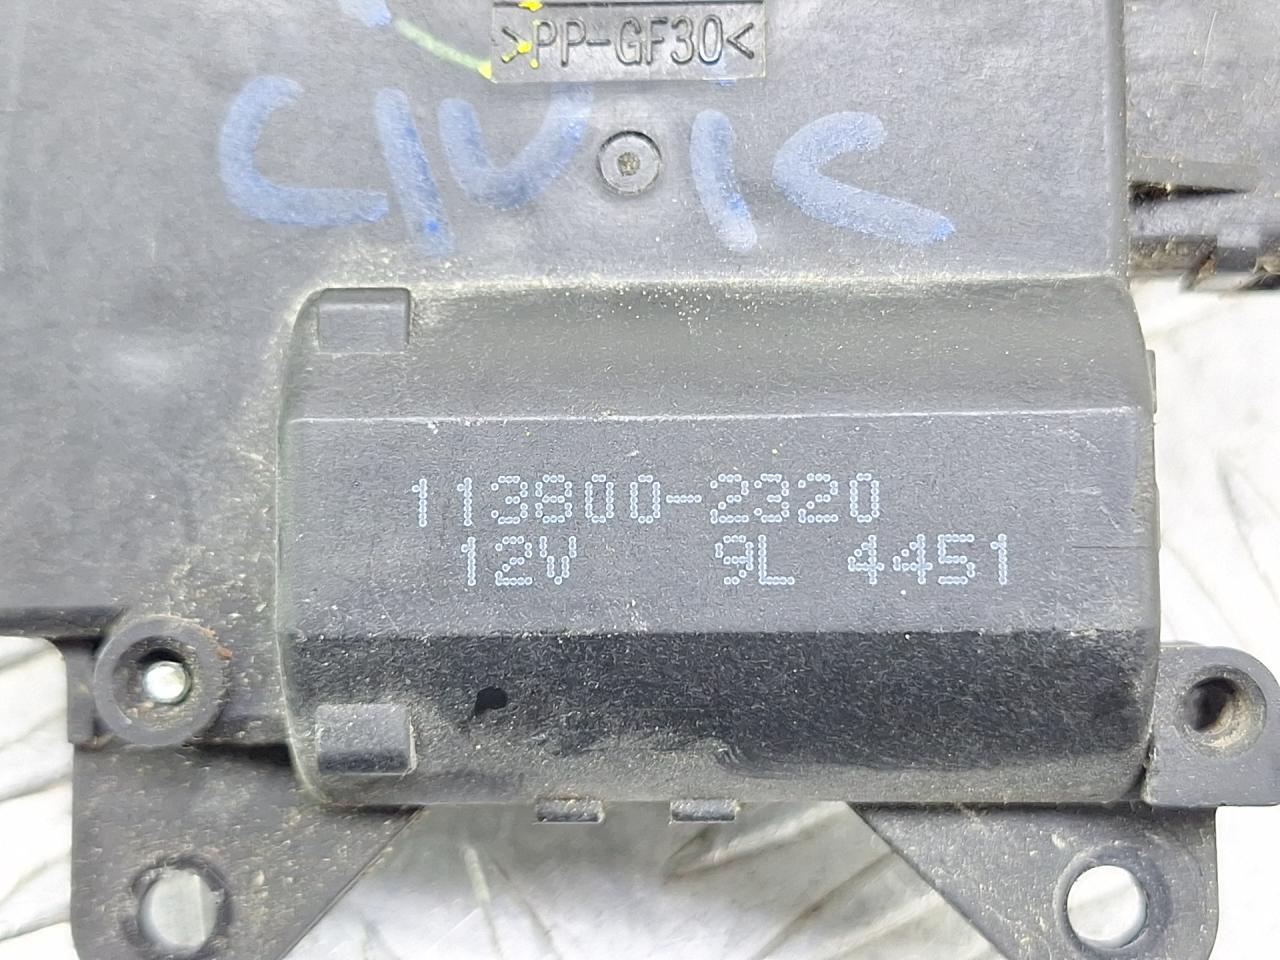 >PP-GF30<
CIVIC
113800-2320
12V 9L 4451